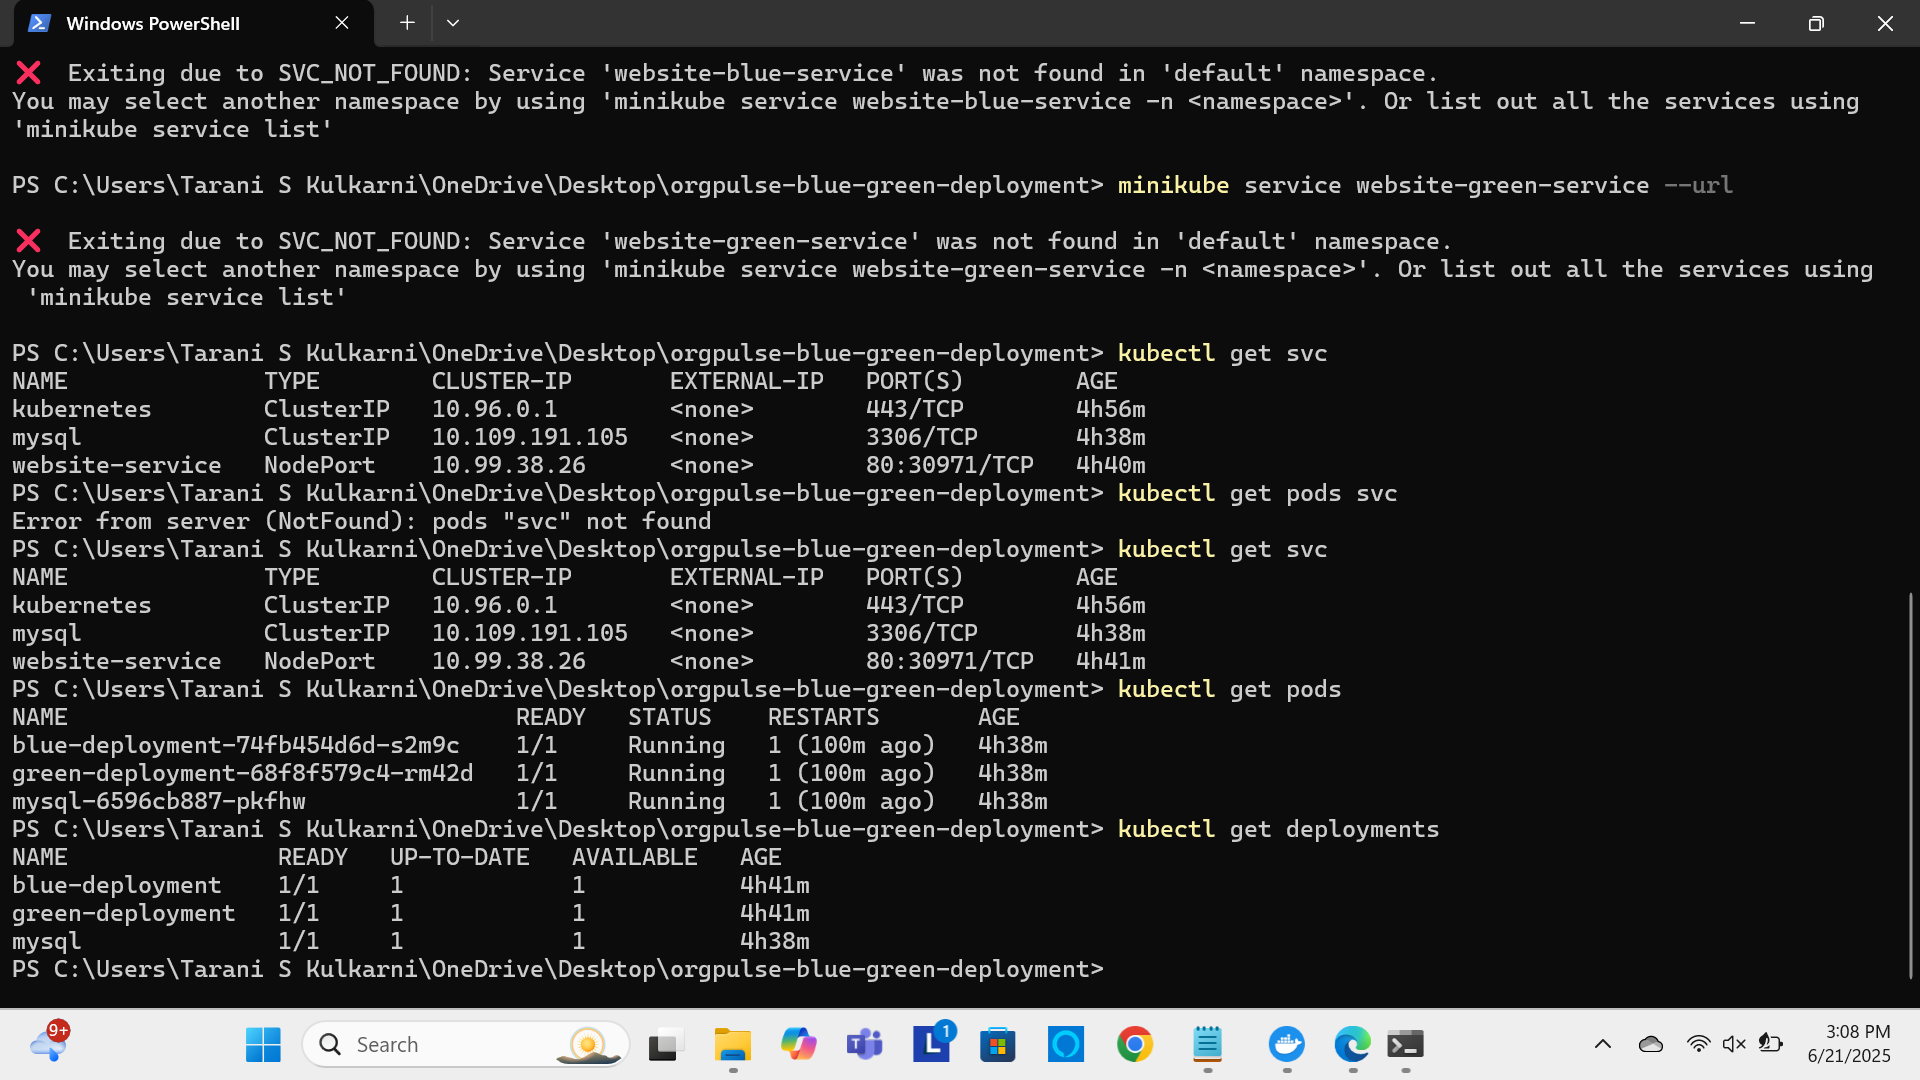 Windows PowerShell
❌ Exiting due to SVC_NOT_FOUND: Service 'website-blue-service' was not found in 'default' namespace.
You may select another namespace by using 'minikube service website-blue-service -n <namespace>'. Or list out all the services using
'minikube service list'
PS C:\Users\Tarani S Kulkarni\OneDrive\Desktop\orgpulse-blue-green-deployment> minikube service website-green-service --url
❌ Exiting due to SVC_NOT_FOUND: Service 'website-green-service' was not found in 'default' namespace.
You may select another namespace by using 'minikube service website-green-service -n <namespace>'. Or list out all the services using
'minikube service list'
PS C:\Users\Tarani S Kulkarni\OneDrive\Desktop\orgpulse-blue-green-deployment> kubectl get svc
NAME TYPE CLUSTER-IP EXTERNAL-IP PORT(S) AGE
kubernetes ClusterIP 10.96.0.1 <none> 443/TCP 4h56m
mysql ClusterIP 10.109.191.105 <none> 3306/TCP 4h38m
website-service NodePort 10.99.38.26 <none> 80:30971/TCP 4h40m
PS C:\Users\Tarani S Kulkarni\OneDrive\Desktop\orgpulse-blue-green-deployment> kubectl get pods svc
Error from server (NotFound): pods "svc" not found
PS C:\Users\Tarani S Kulkarni\OneDrive\Desktop\orgpulse-blue-green-deployment> kubectl get svc
NAME TYPE CLUSTER-IP EXTERNAL-IP PORT(S) AGE
kubernetes ClusterIP 10.96.0.1 <none> 443/TCP 4h56m
mysql ClusterIP 10.109.191.105 <none> 3306/TCP 4h38m
website-service NodePort 10.99.38.26 <none> 80:30971/TCP 4h41m
PS C:\Users\Tarani S Kulkarni\OneDrive\Desktop\orgpulse-blue-green-deployment> kubectl get pods
NAME READY STATUS RESTARTS AGE
blue-deployment-74fb454d6d-s2m9c 1/1 Running 1 (100m ago) 4h38m
green-deployment-68f8f579c4-rm42d 1/1 Running 1 (100m ago) 4h38m
mysql-6596cb887-pkfhw 1/1 Running 1 (100m ago) 4h38m
PS C:\Users\Tarani S Kulkarni\OneDrive\Desktop\orgpulse-blue-green-deployment> kubectl get deployments
NAME READY UP-TO-DATE AVAILABLE AGE
blue-deployment 1/1 1 1 4h41m
green-deployment 1/1 1 1 4h41m
mysql 1/1 1 1 4h38m
PS C:\Users\Tarani S Kulkarni\OneDrive\Desktop\orgpulse-blue-green-deployment>
9+
Search
L
1
3:08 PM
6/21/2025